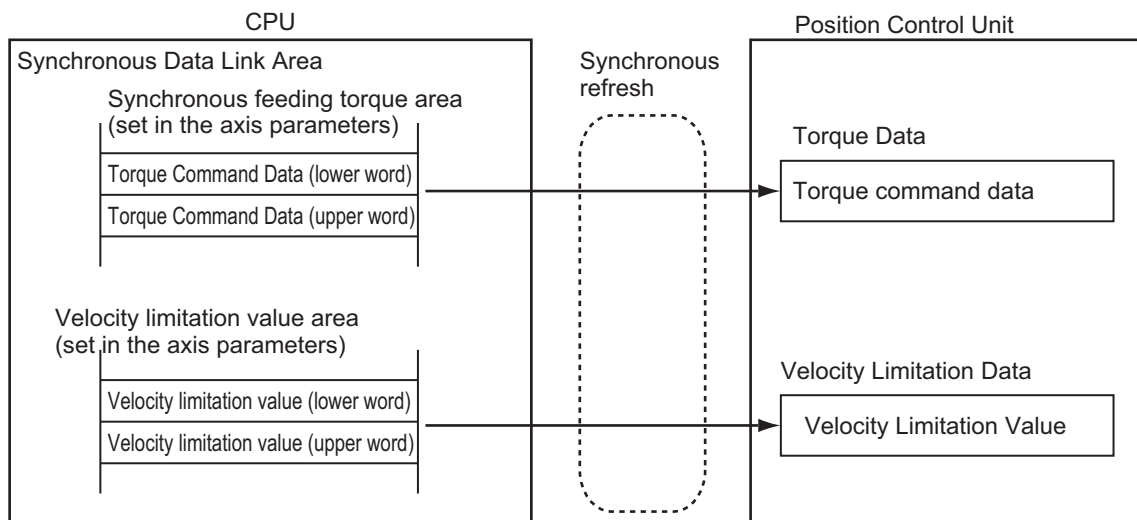 CPU
Position Control Unit
Synchronous Data Link Area
Synchronous
refresh
Synchronous feeding torque area
(set in the axis parameters)
Torque Command Data (lower word)
Torque Command Data (upper word)
Torque Data
Torque command data
Velocity limitation value area
(set in the axis parameters)
Velocity limitation value (lower word)
Velocity limitation value (upper word)
Velocity Limitation Data
Velocity Limitation Value